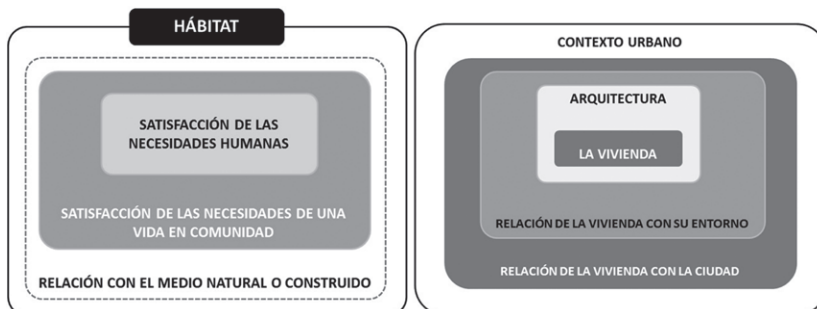 HÁBITAT
SATISFACCIÓN DE LAS
NECESIDADES HUMANAS
SATISFACCIÓN DE LAS NECESIDADES DE UNA
VIDA EN COMUNIDAD
RELACIÓN CON EL MEDIO NATURAL O CONSTRUIDO
CONTEXTO URBANO
ARQUITECTURA
LA VIVIENDA
RELACIÓN DE LA VIVIENDA CON SU ENTORNO
RELACIÓN DE LA VIVIENDA CON LA CIUDAD